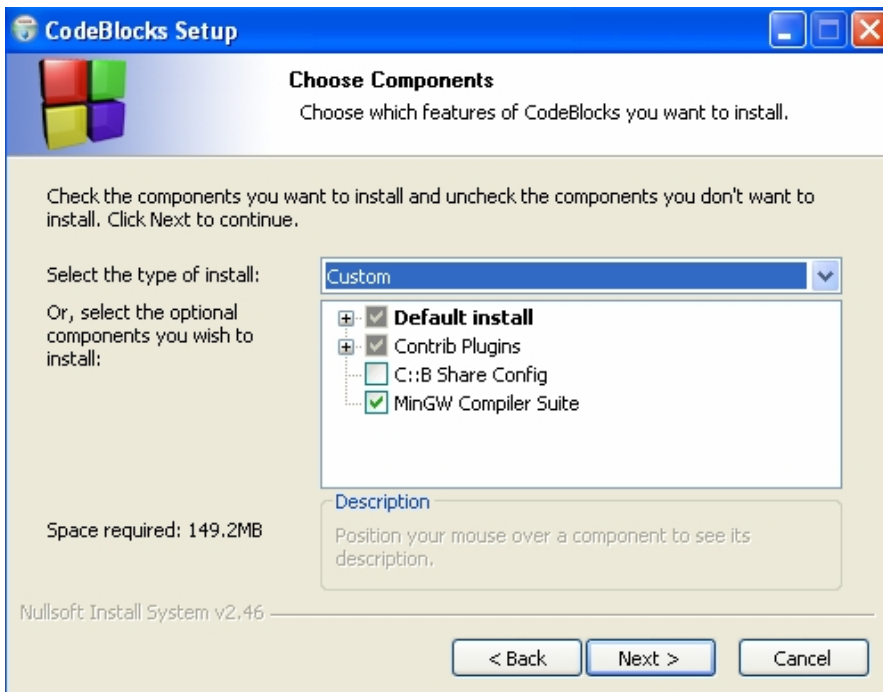 CodeBlocks Setup
Choose Components
Choose which features of CodeBlocks you want to install.
Check the components you want to install and uncheck the components you don't want to
install. Click Next to continue.
Select the type of install:
Custom
Or, select the optional
components you wish to
install:
Default install
Contrib Plugins
C::B Share Config
MinGW Compiler Suite
Space required: 149.2MB
Description
Position your mouse over a component to see its
description.
Nullsoft Install System v2.46
< Back
Next >
Cancel